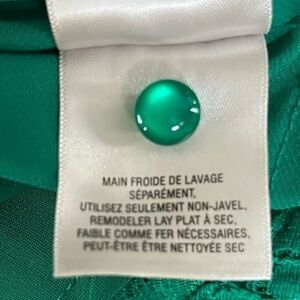 MAIN FROIDE DE LAVAGE
SÉPARÉMENT,
UTILISEZ SEULEMENT NON-JAVEL,
REMODELER LAY PLAT À SEC,
FAIBLE COMME FER NÉCESSAIRES,
PEUT-ÊTRE ÊTRE NETTOYÉE SEC